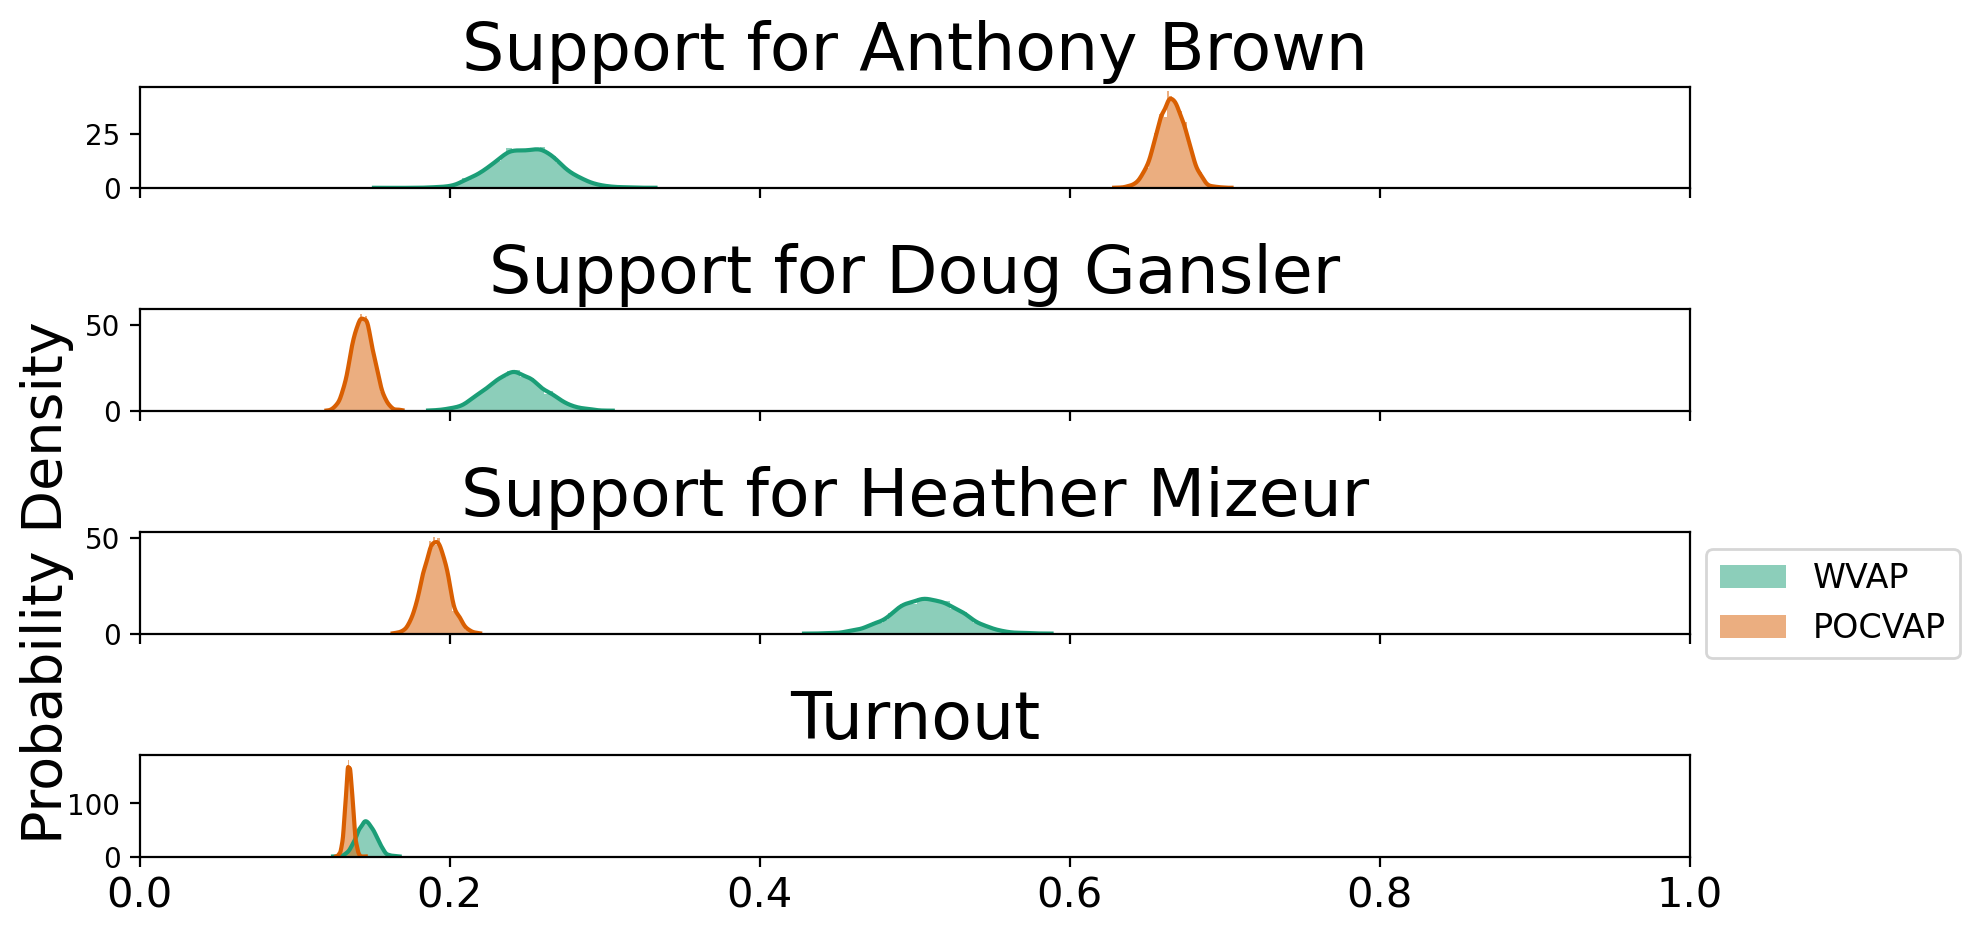 Support for Anthony Brown
25
0
Support for Doug Gansler
50
0
Support for Heather Mizeur
50
0
Turnout
100
0
0.0 0.2 0.4 0.6 0.8 1.0
Probability Density
WVAP
POCVAP